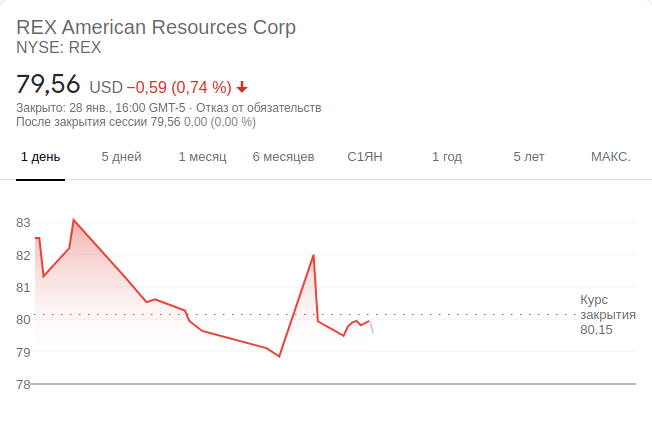 REX American Resources Corp
NYSE: REX
79,56 USD −0,59 (0,74 %)
Закрыто: 28 янв., 16:00 GMT-5 · Отказ от обязательств
После закрытия сессии 79,56 0,00 (0,00 %)
1 день 5 дней 1 месяц 6 месяцев С1ЯН 1 год 5 лет МАКС.
83
82
81
Курс
закрытия
80,15
80
79
78